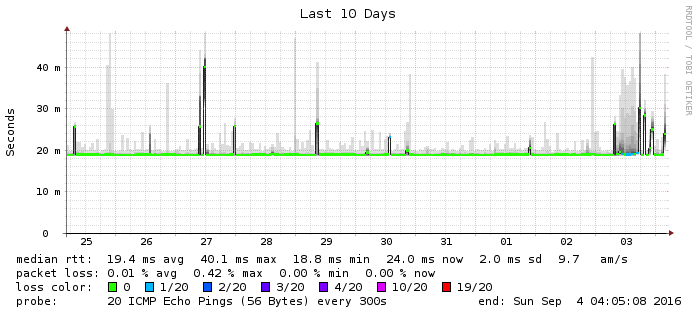 Last 10 Days
RRDTOOL / TOBI OETIKER
Seconds
40 m
30 m
20 m
10 m
0
25 26 27 28 29 30 31 01 02 03
median rtt: 19.4 ms avg 40.1 ms max 18.8 ms min 24.0 ms now 2.0 ms sd 9.7 am/s
packet loss: 0.01 % avg 0.42 % max 0.00 % min 0.00 % now
loss color: 0 1/20 2/20 3/20 4/20 10/20 19/20
probe: 20 ICMP Echo Pings (56 Bytes) every 300s end: Sun Sep 4 04:05:08 2016